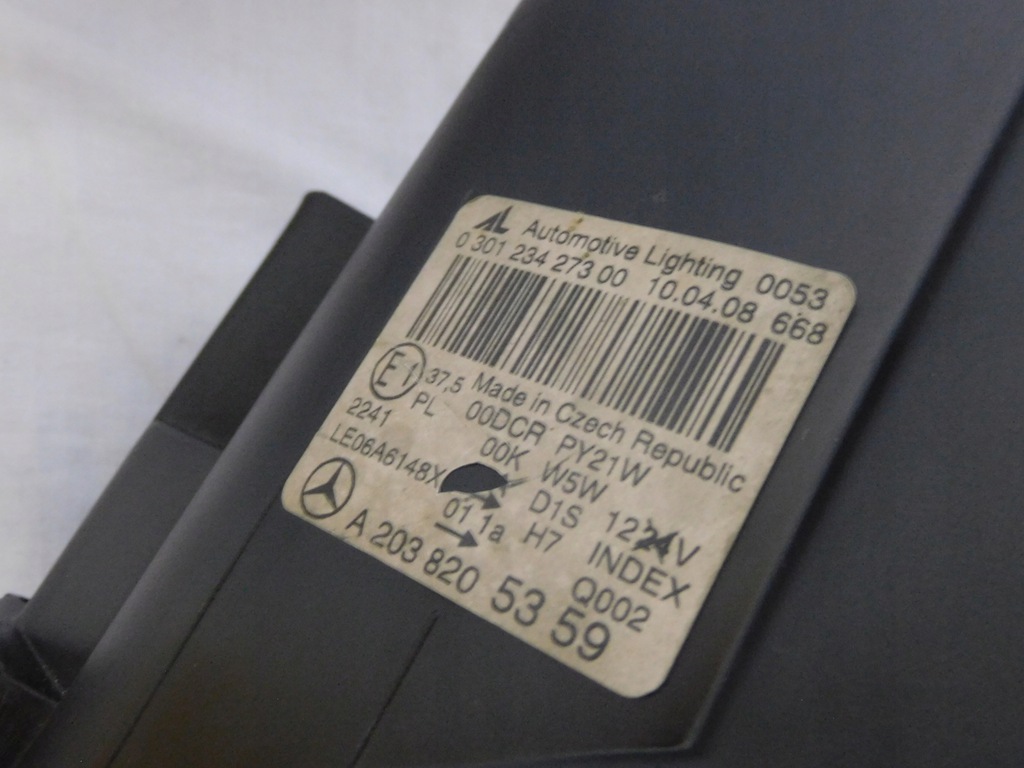 AL Automotive Lighting 0053
0 301 234 273 00 10.04.08 668
E1 37,5 Made in Czech Republic
2241 PL 00DCR PY21W
LE06A6148X 00K W5W
D1S 12 V
01 1a H7 INDEX
Q002
A 203 820 53 59